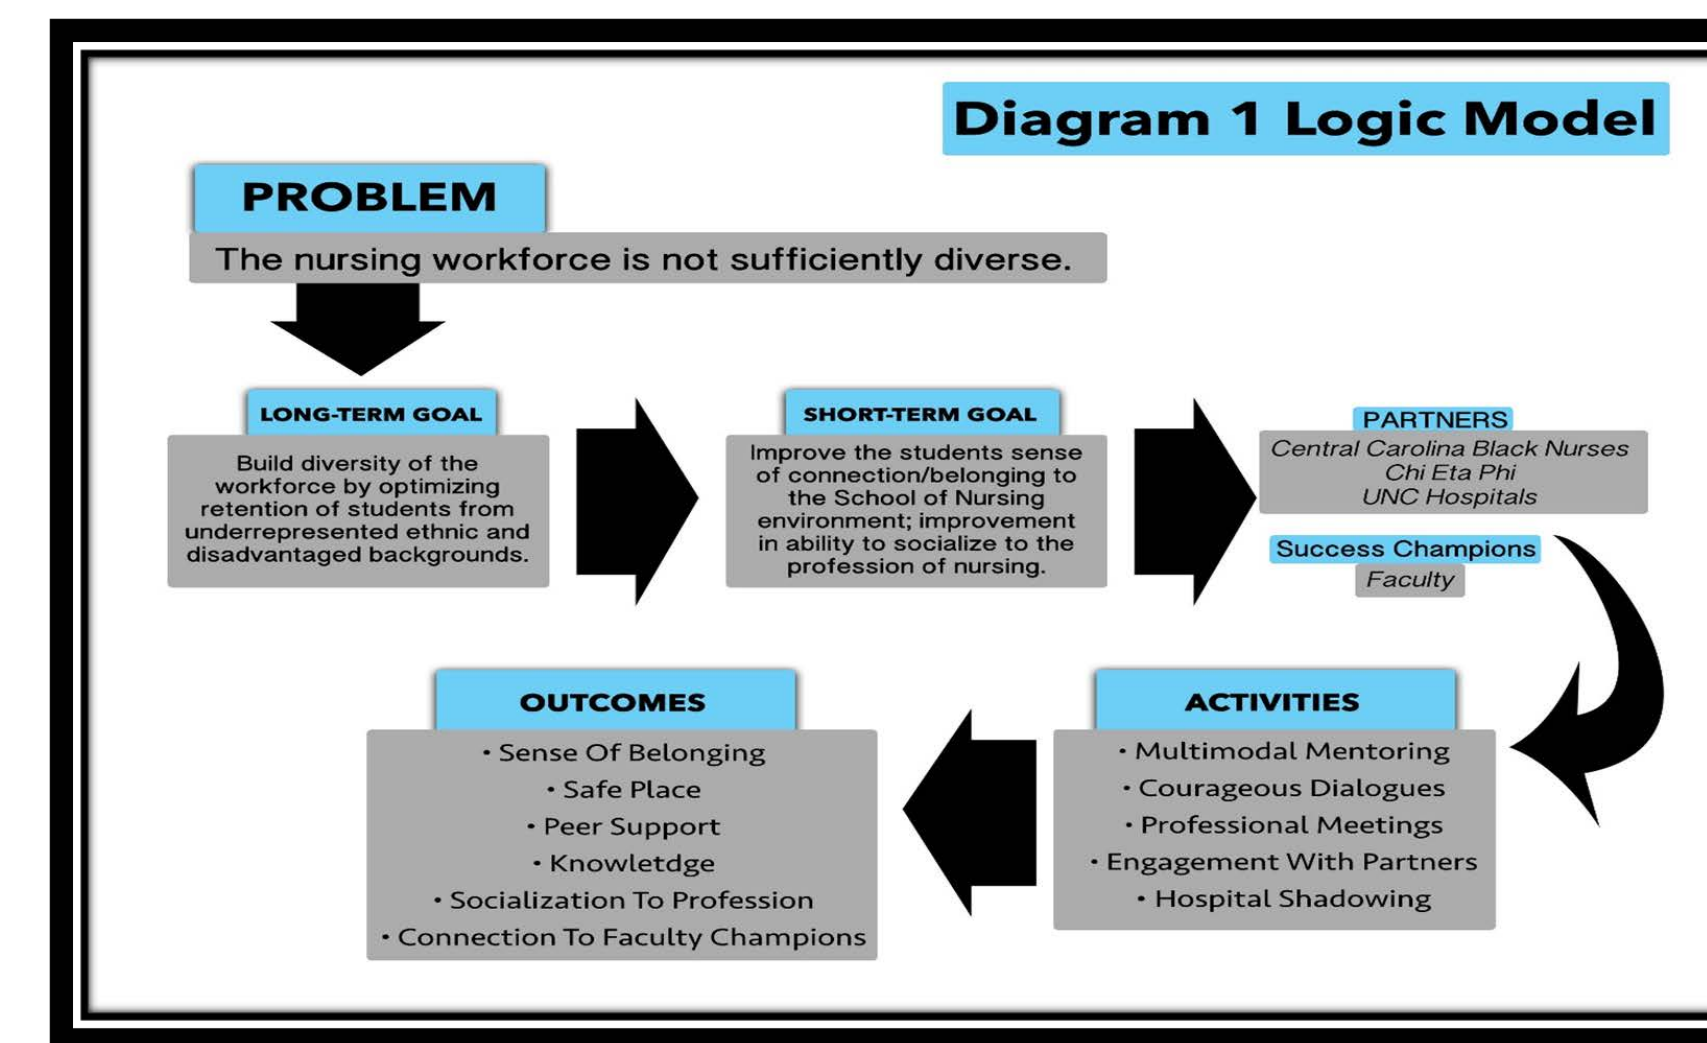 Diagram 1 Logic Model
PROBLEM
The nursing workforce is not sufficiently diverse.
LONG-TERM GOAL
Build diversity of the
workforce by optimizing
retention of students from
underrepresented ethnic and
disadvantaged backgrounds.
SHORT-TERM GOAL
Improve the students sense
of connection/belonging to
the School of Nursing
environment; improvement
in ability to socialize to the
profession of nursing.
PARTNERS
Central Carolina Black Nurses
Chi Eta Phi
UNC Hospitals
Success Champions
Faculty
ACTIVITIES
• Multimodal Mentoring
• Courageous Dialogues
• Professional Meetings
• Engagement With Partners
• Hospital Shadowing
OUTCOMES
• Sense Of Belonging
• Safe Place
• Peer Support
• Knowletdge
• Socialization To Profession
• Connection To Faculty Champions